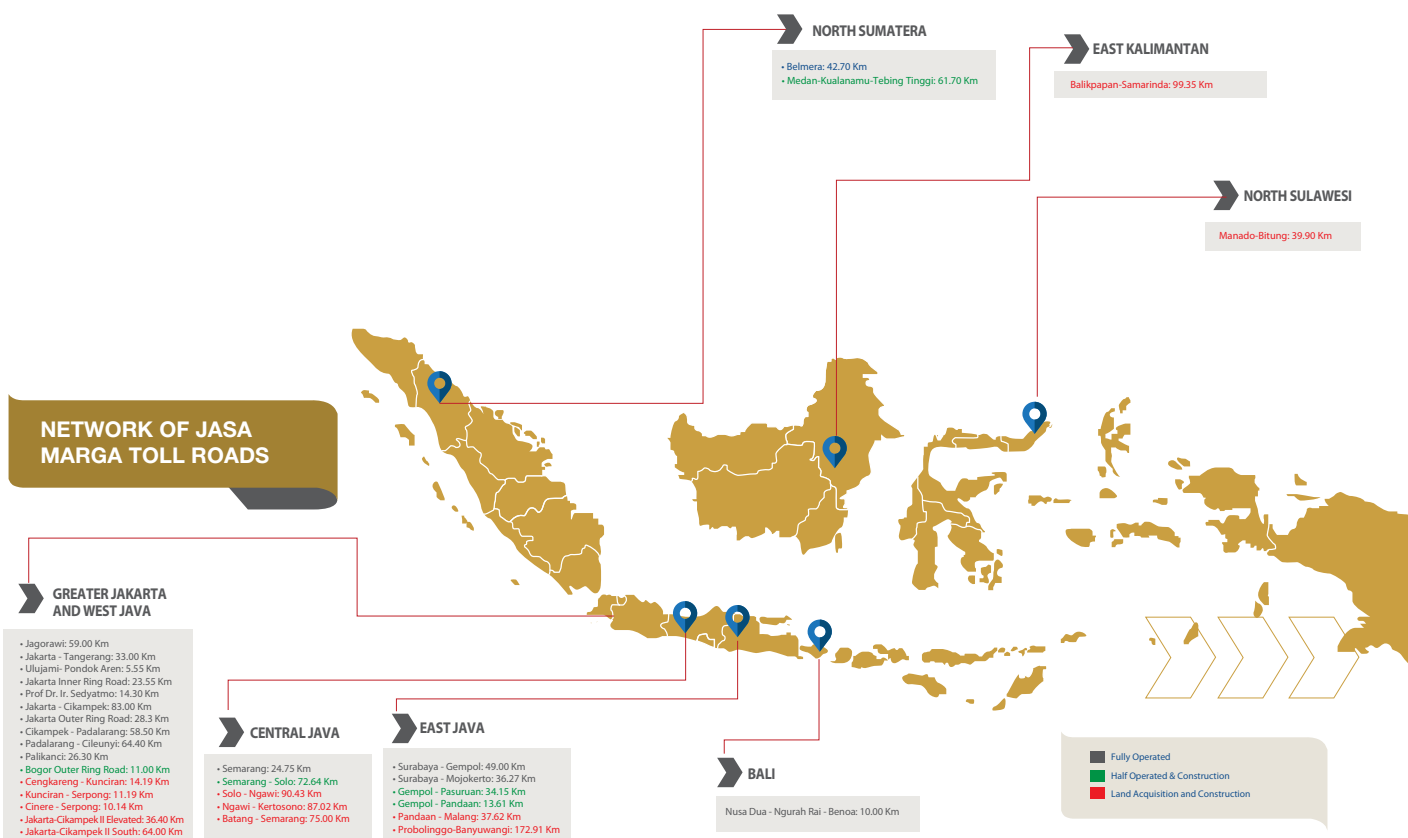 NORTH SUMATERA
• Belmera: 42.70 Km
• Medan-Kualanamu-Tebing Tinggi: 61.70 Km
EAST KALIMANTAN
Balikpapan-Samarinda: 99.35 Km
NORTH SULAWESI
Manado-Bitung: 39.90 Km
NETWORK OF JASA
MARGA TOLL ROADS
GREATER JAKARTA
AND WEST JAVA
• Jagorawi: 59.00 Km
• Jakarta - Tangerang: 33.00 Km
• Ulujami- Pondok Aren: 5.55 Km
• Jakarta Inner Ring Road: 23.55 Km
• Prof Dr. Ir. Sedyatmo: 14.30 Km
• Jakarta - Cikampek: 83.00 Km
• Jakarta Outer Ring Road: 28.3 Km
• Cikampek - Padalarang: 58.50 Km
• Padalarang - Cileunyi: 64.40 Km
• Palikanci: 26.30 Km
• Bogor Outer Ring Road: 11.00 Km
• Cengkareng - Kunciran: 14.19 Km
• Kunciran - Serpong: 11.19 Km
• Cinere - Serpong: 10.14 Km
• Jakarta-Cikampek II Elevated: 36.40 Km
• Jakarta-Cikampek II South: 64.00 Km
CENTRAL JAVA
• Semarang: 24.75 Km
• Semarang - Solo: 72.64 Km
• Solo - Ngawi: 90.43 Km
• Ngawi - Kertosono: 87.02 Km
• Batang - Semarang: 75.00 Km
EAST JAVA
• Surabaya - Gempol: 49.00 Km
• Surabaya - Mojokerto: 36.27 Km
• Gempol - Pasuruan: 34.15 Km
• Gempol - Pandaan: 13.61 Km
• Pandaan - Malang: 37.62 Km
• Probolinggo-Banyuwangi: 172.91 Km
BALI
Nusa Dua - Ngurah Rai - Benoa: 10.00 Km
Fully Operated
Half Operated & Construction
Land Acquisition and Construction